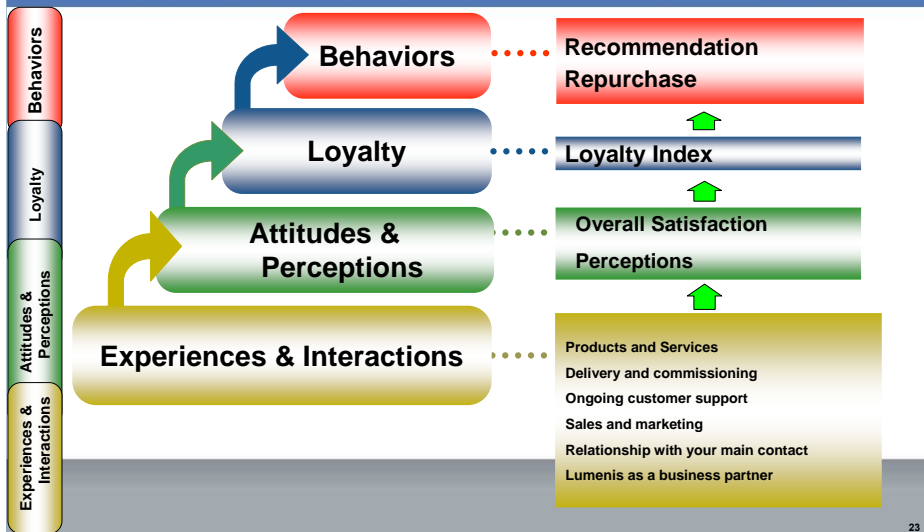 Behaviors
Loyalty
Attitudes &
Perceptions
Experiences &
Interactions
Behaviors
Recommendation
Repurchase
Loyalty
Loyalty Index
Attitudes &
Perceptions
Overall Satisfaction
Perceptions
Experiences & Interactions
Products and Services
Delivery and commissioning
Ongoing customer support
Sales and marketing
Relationship with your main contact
Lumenis as a business partner
23